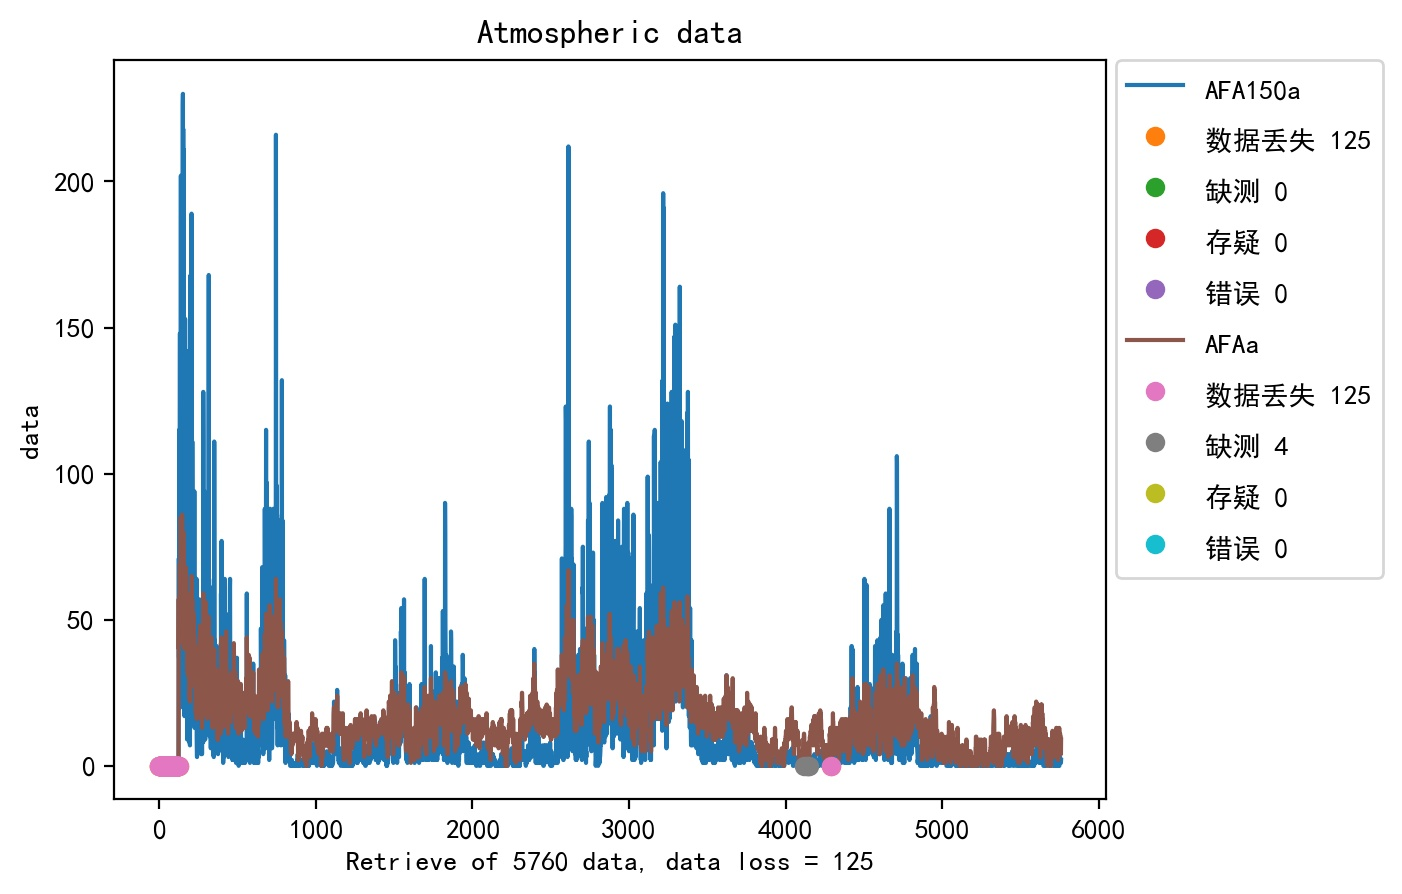 Atmospheric data
data
200
150
100
50
0
0 1000 2000 3000 4000 5000 6000
Retrieve of 5760 data, data loss = 125
AFA150a
数据丢失 125
缺测 0
存疑 0
错误 0
AFAa
数据丢失 125
缺测 4
存疑 0
错误 0